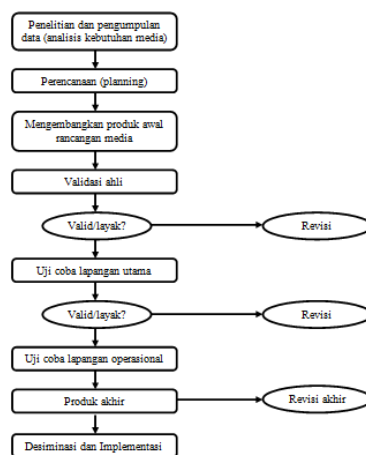 Penelitian dan pengumpulan
data (analisis kebutuhan media)
Perencanaan (planning)
Mengembangkan produk awal
rancangan media
Validasi ahli
Valid/layak?
Revisi
Uji coba lapangan utama
Valid/layak?
Revisi
Uji coba lapangan operasional
Produk akhir
Revisi akhir
Desiminasi dan Implementasi